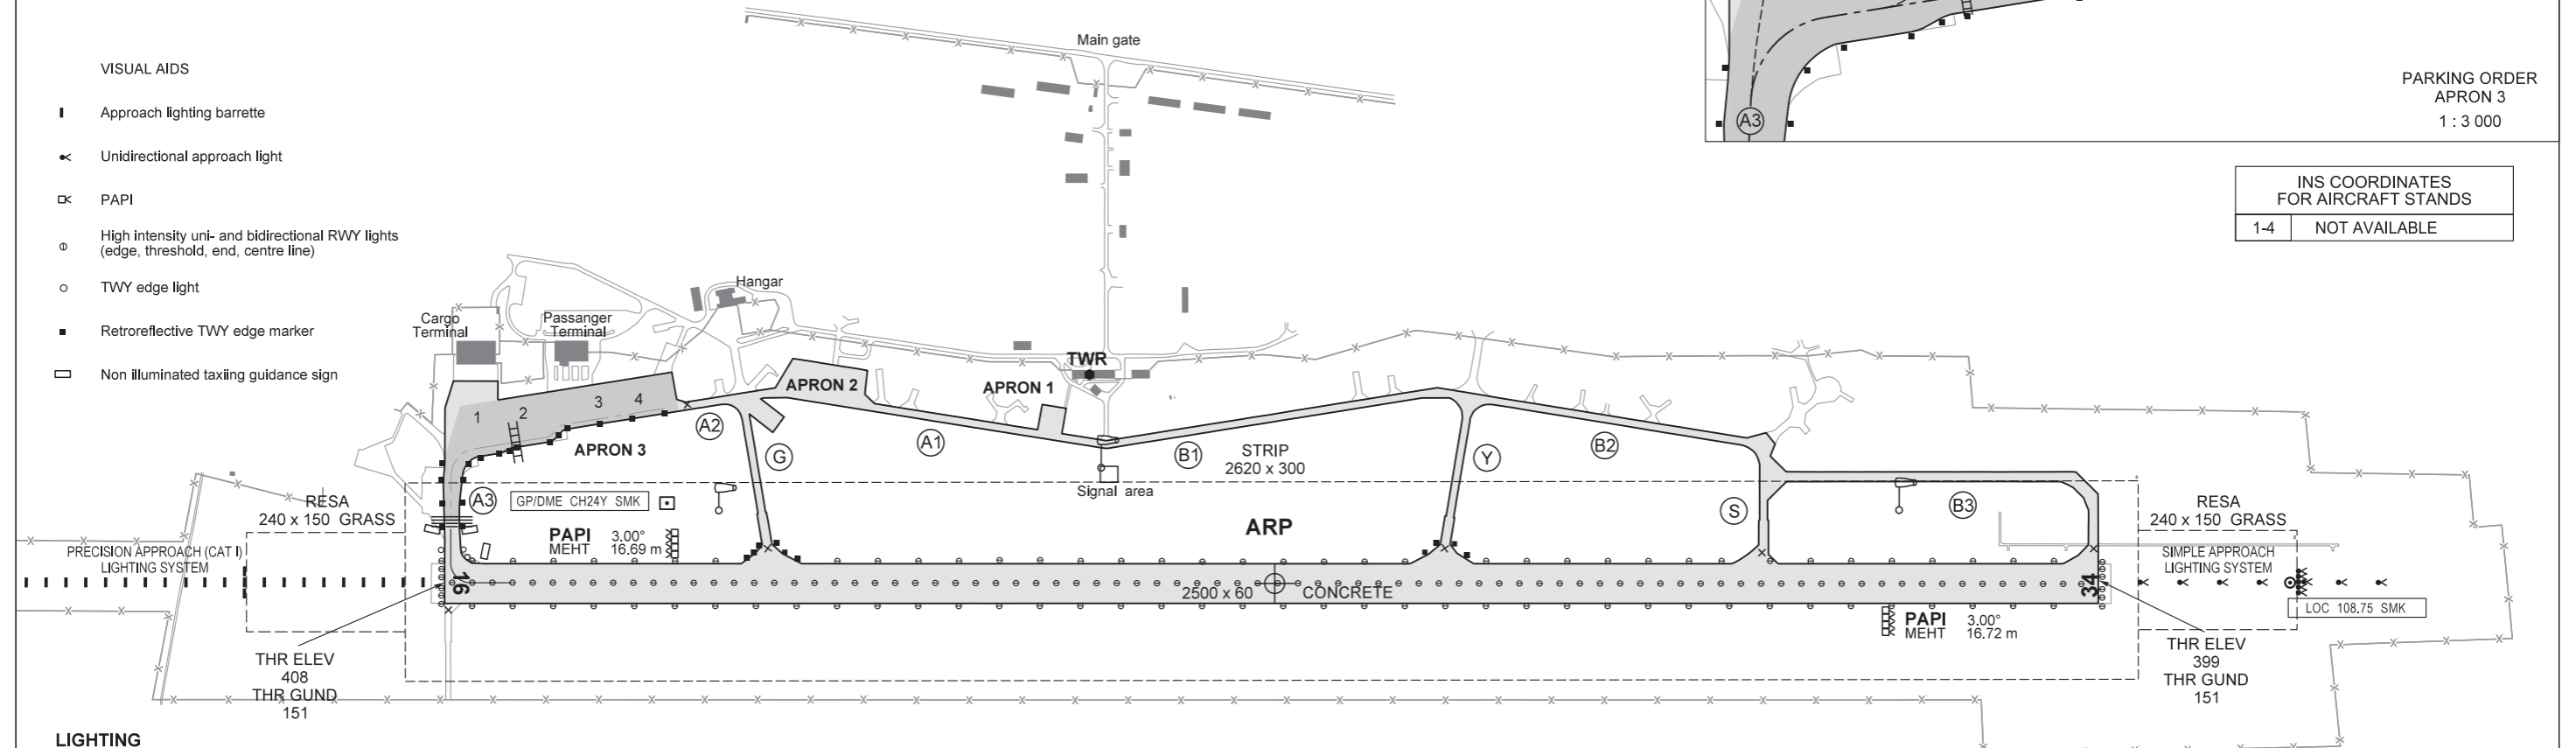 Main gate
VISUAL AIDS
Approach lighting barrette
Unidirectional approach light
PAPI
High intensity uni- and bidirectional RWY lights
(edge, threshold, end, centre line)
TWY edge light
Retroreflective TWY edge marker
Non illuminated taxiing guidance sign
A3
PARKING ORDER
APRON 3
1 : 3 000
INS COORDINATES
FOR AIRCRAFT STANDS
1-4 NOT AVAILABLE
Hangar
Cargo
Terminal
Passanger
Terminal
TWR
APRON 2
APRON 1
1
2
3
4
APRON 3
A2
G
A1
B1
STRIP
2620 x 300
Y
B2
Signal area
A3
GP/DME CH24Y SMK
S
B3
RESA
240 x 150 GRASS
RESA
240 x 150 GRASS
PAPI 3.00°
MEHT 16.69 m
ARP
PRECISION APPROACH (CAT I)
LIGHTING SYSTEM
SIMPLE APPROACH
LIGHTING SYSTEM
16
2500 x 60 CONCRETE
34
LOC 108.75 SMK
PAPI 3.00°
MEHT 16.72 m
THR ELEV
408
THR GUND
151
THR ELEV
399
THR GUND
151
LIGHTING